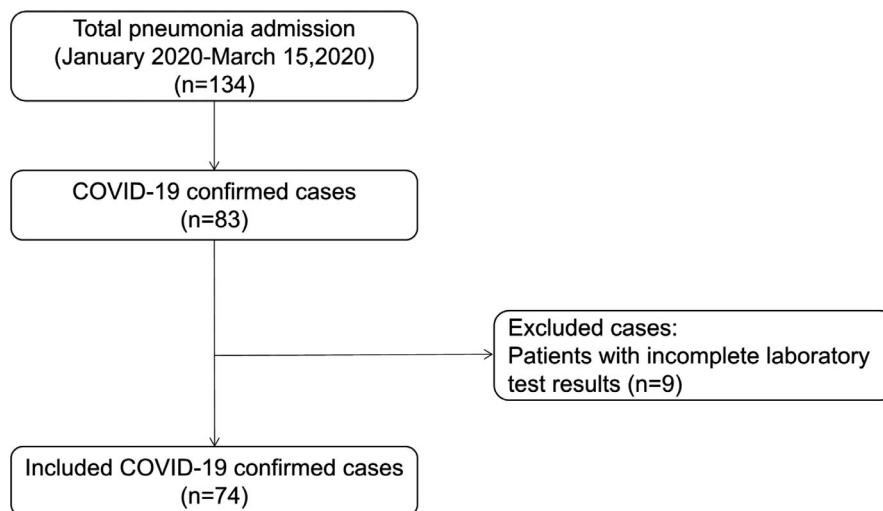 Total pneumonia admission
(January 2020-March 15,2020)
(n=134)
COVID-19 confirmed cases
(n=83)
Excluded cases:
Patients with incomplete laboratory
test results (n=9)
Included COVID-19 confirmed cases
(n=74)